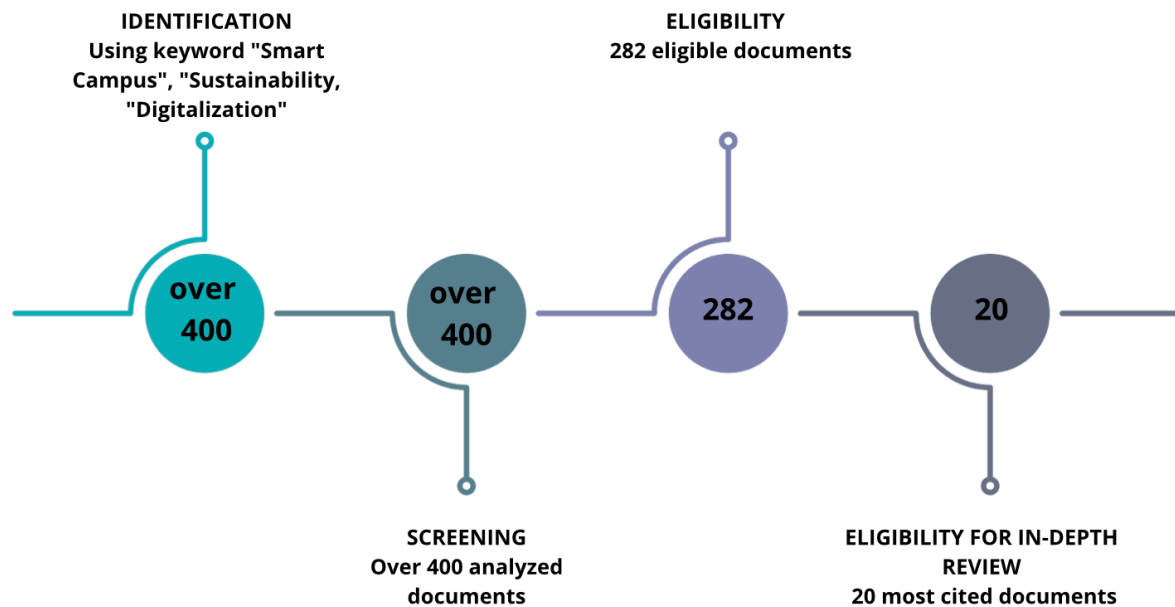 IDENTIFICATION
Using keyword "Smart
Campus", "Sustainability,
"Digitalization"
ELIGIBILITY
282 eligible documents
over
400
over
400
282
20
SCREENING
Over 400 analyzed
documents
ELIGIBILITY FOR IN-DEPTH
REVIEW
20 most cited documents